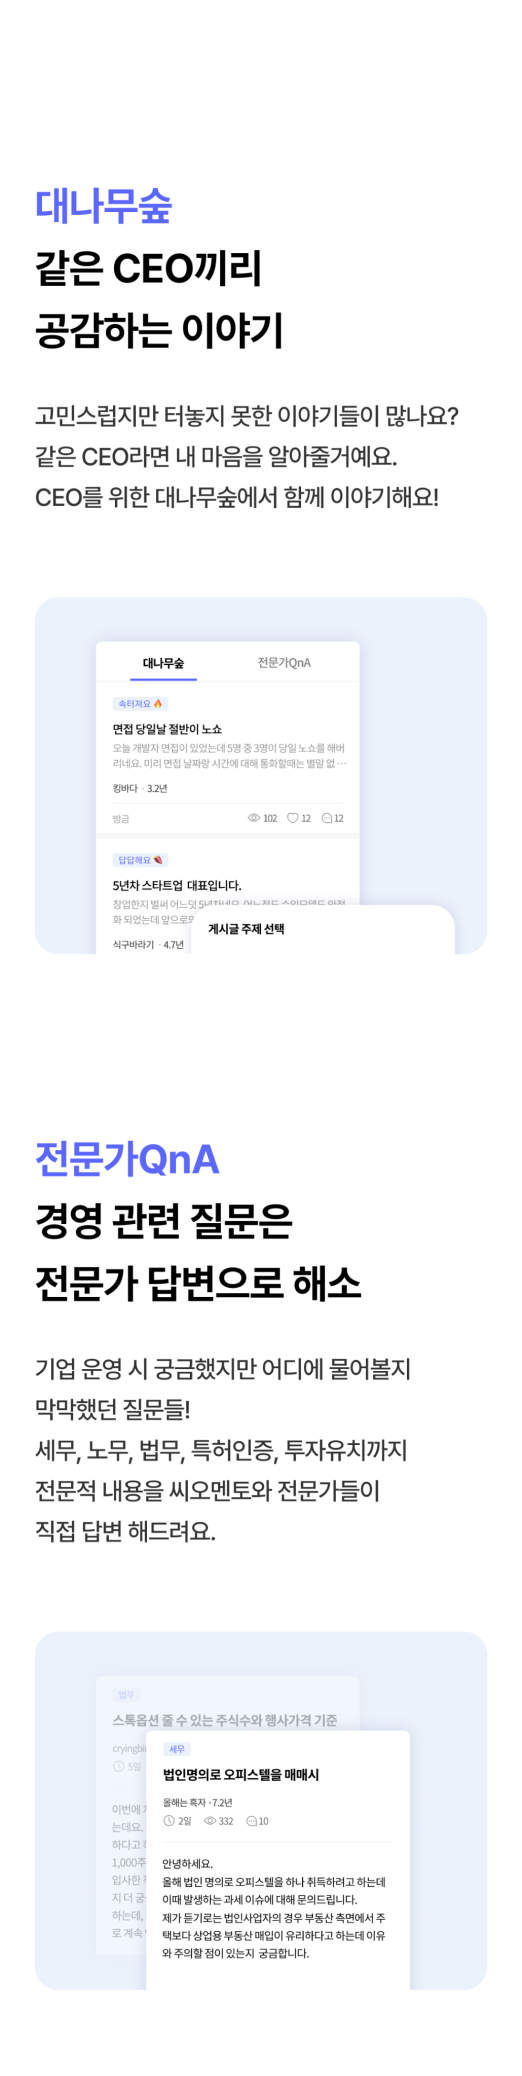 대나무숲
같은 CEO끼리
공감하는 이야기
고민스럽지만 터놓지 못한 이야기들이 많나요?
같은 CEO라면 내 마음을 알아줄거예요.
CEO를 위한 대나무숲에서 함께 이야기해요!
대나무숲 전문가QnA
속터져요 🔥
면접 당일날 절반이 노쇼
오늘 개발자 면접이 있었는데 5명 중 3명이 당일 노쇼를 해버
리네요. 미리 면접 날짜랑 시간에 대해 통화할때는 별말 없 ···
킹바다 · 3.2년
방금 102 12 12
답답해요 🍠
5년차 스타트업 대표입니다.
창업한지 벌써 어느덧 5년차네요. 어느정도 수익모델도 안정
화 되었는데 앞으로의
식구바라기 · 4.7년
게시글 주제 선택
전문가QnA
경영 관련 질문은
전문가 답변으로 해소
기업 운영 시 궁금했지만 어디에 물어볼지
막막했던 질문들!
세무, 노무, 법무, 특허인증, 투자유치까지
전문적 내용을 씨오멘토와 전문가들이
직접 답변 해드려요.
법무
스톡옵션 줄 수 있는 주식수와 행사가격 기준
5일
이번에
는데요.
하다고
1,000주
입사한
지 더
하는데,
로 계속
세무
법인명의로 오피스텔을 매매시
올해는 흑자 · 7.2년
2일 332 10
안녕하세요.
올해 법인 명의로 오피스텔을 하나 취득하려고 하는데
이때 발생하는 과세 이슈에 대해 문의드립니다.
제가 듣기로는 법인사업자의 경우 부동산 측면에서 주
택보다 상업용 부동산 매입이 유리하다고 하는데 이유
와 주의할 점이 있는지 궁금합니다.